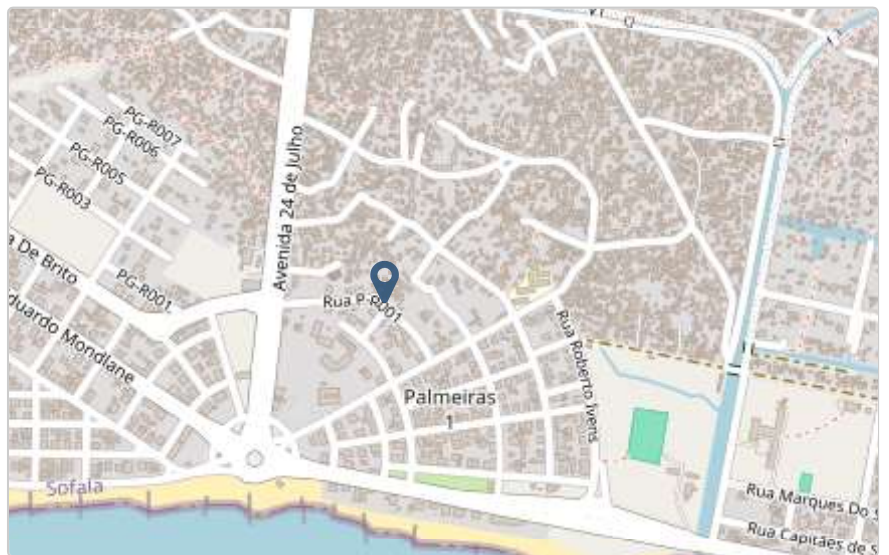 PG-R007
PG-R006
PG-R005
PG-R003
Avenida 24 de Julho
a De Brito
PG-R001
duardo Mondlane
Rua P-R001
Rua Roberto Ivens
Palmeiras
1
Sofala
Rua Marques Do S
Rua Capitães de S